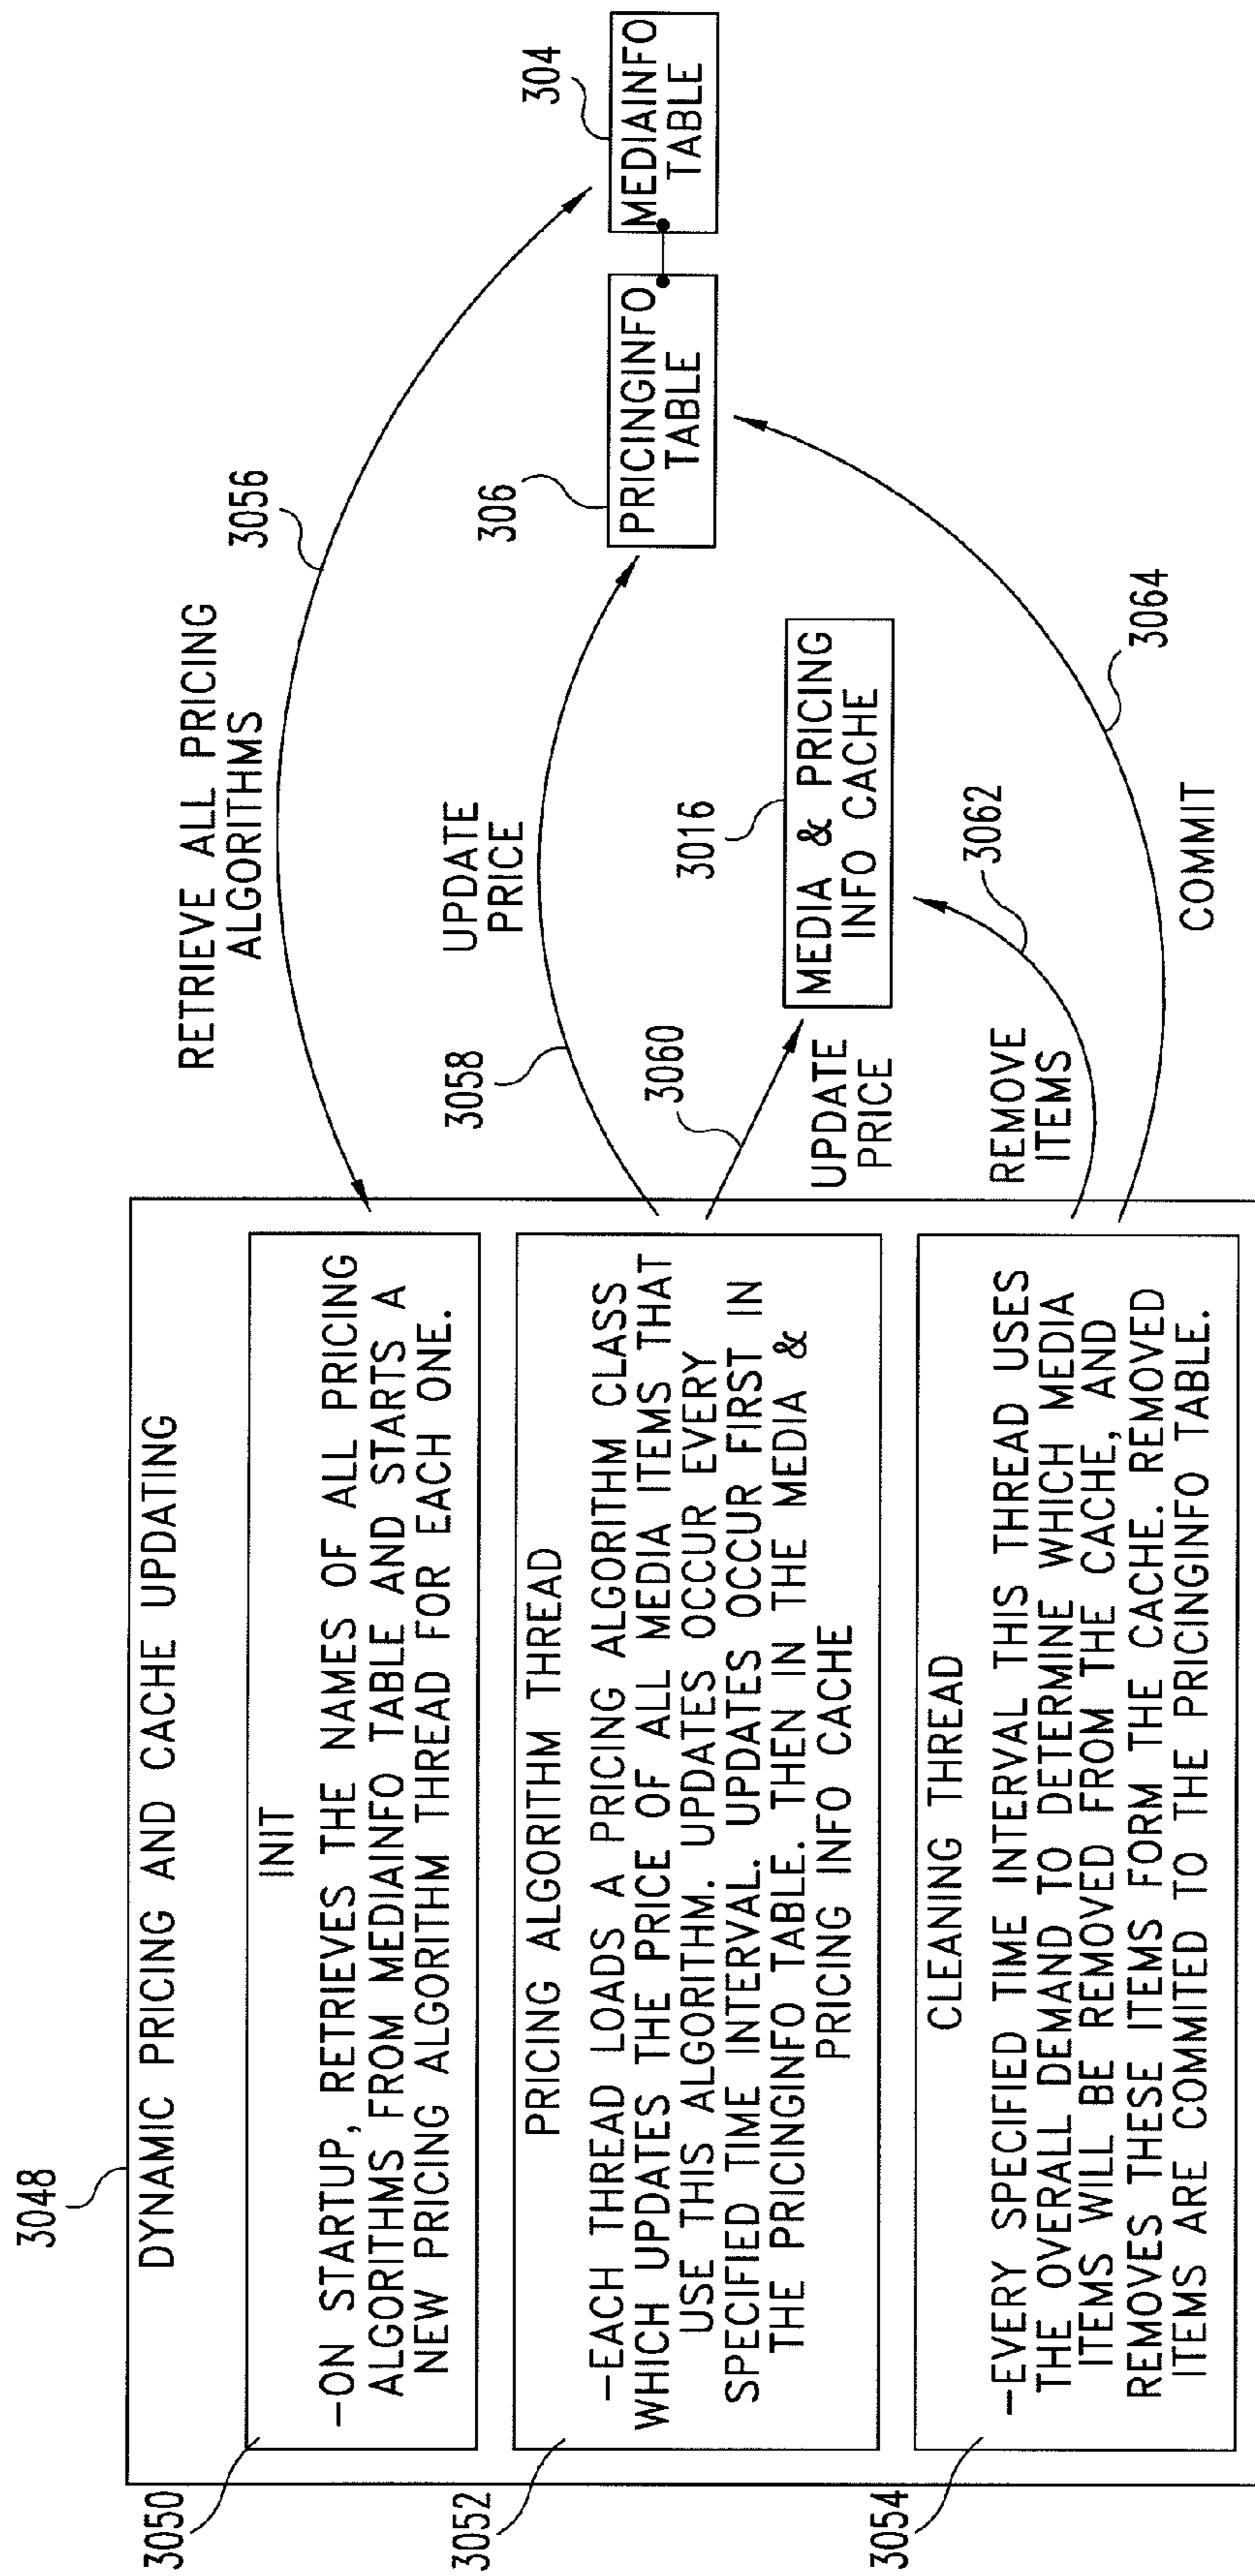 3048
DYNAMIC PRICING AND CACHE UPDATING
3050
INIT
-ON STARTUP, RETRIEVES THE NAMES OF ALL PRICING
ALGORITHMS FROM MEDIAINFO TABLE AND STARTS A
NEW PRICING ALGORITHM THREAD FOR EACH ONE.
3052
PRICING ALGORITHM THREAD
-EACH THREAD LOADS A PRICING ALGORITHM CLASS
WHICH UPDATES THE PRICE OF ALL MEDIA ITEMS THAT
USE THIS ALGORITHM. UPDATES OCCUR EVERY
SPECIFIED TIME INTERVAL. UPDATES OCCUR FIRST IN
THE PRICINGINFO TABLE. THEN IN THE MEDIA &
PRICING INFO CACHE
3054
CLEANING THREAD
-EVERY SPECIFIED TIME INTERVAL THIS THREAD USES
THE OVERALL DEMAND TO DETERMINE WHICH MEDIA
ITEMS WILL BE REMOVED FROM THE CACHE, AND
REMOVES THESE ITEMS FORM THE CACHE. REMOVED
ITEMS ARE COMMITED TO THE PRICINGINFO TABLE.
RETRIEVE ALL PRICING
ALGORITHMS
3056
3058
UPDATE
PRICE
3060
UPDATE
PRICE
3016
MEDIA & PRICING
INFO CACHE
REMOVE
ITEMS
3062
COMMIT
3064
306
PRICINGINFO
TABLE
304
MEDIAINFO
TABLE